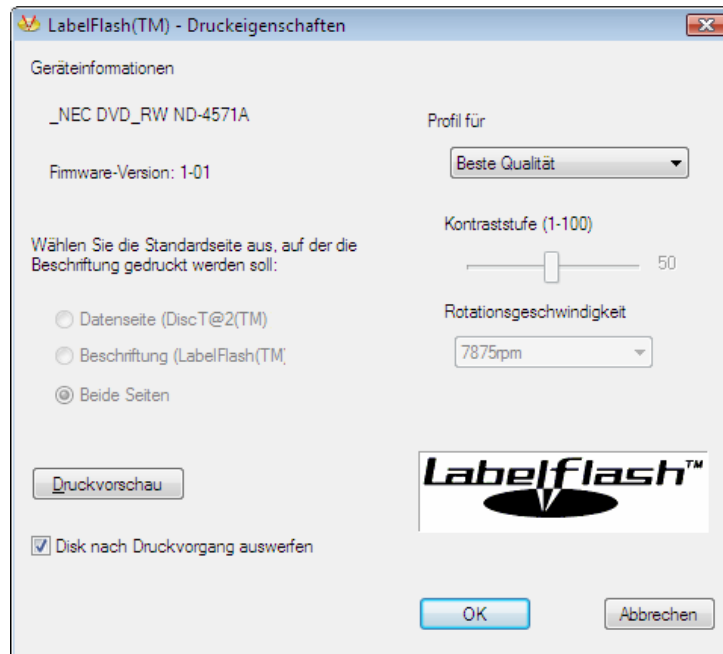 LabelFlash(TM) - Druckeigenschaften
Geräteinformationen
_NEC DVD_RW ND-4571A
Firmware-Version: 1-01
Wählen Sie die Standardseite aus, auf der die
Beschriftung gedruckt werden soll:
Datenseite (DiscT@2(TM)
Beschriftung (LabelFlash(TM)
Beide Seiten
Druckvorschau
Disk nach Druckvorgang auswerfen
Profil für
Beste Qualität
Kontraststufe (1-100)
50
Rotationsgeschwindigkeit
7875rpm
Labelflash™
OK
Abbrechen